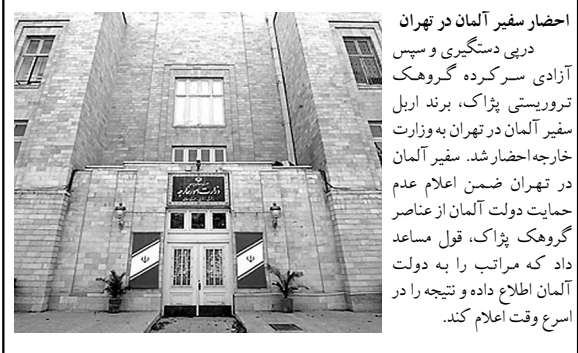 احضار سفیر آلمان در تهران
درپی دستگیری و سپس
آزادی سرکرده گروهک
تروریستی پژاک، برند اربل
سفیر آلمان در تهران به وزارت
خارجه احضار شد. سفیر آلمان
در تهران ضمن اعلام عدم
حمایت دولت آلمان از عناصر
گروهک پژاک، قول مساعد
داد که مراتب را به دولت
آلمان اطلاع داده و نتیجه را در
اسرع وقت اعلام کند.
وزارت امور خارجه